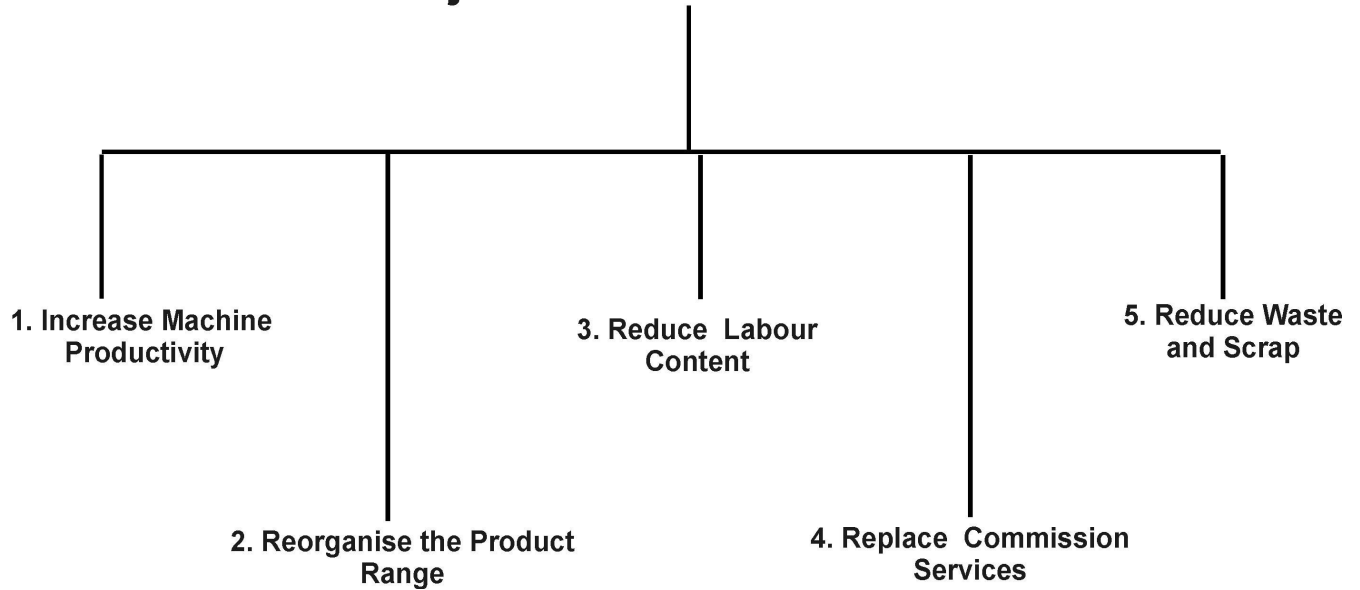 1. Increase Machine
Productivity
2. Reorganise the Product
Range
3. Reduce Labour
Content
4. Replace Commission
Services
5. Reduce Waste
and Scrap